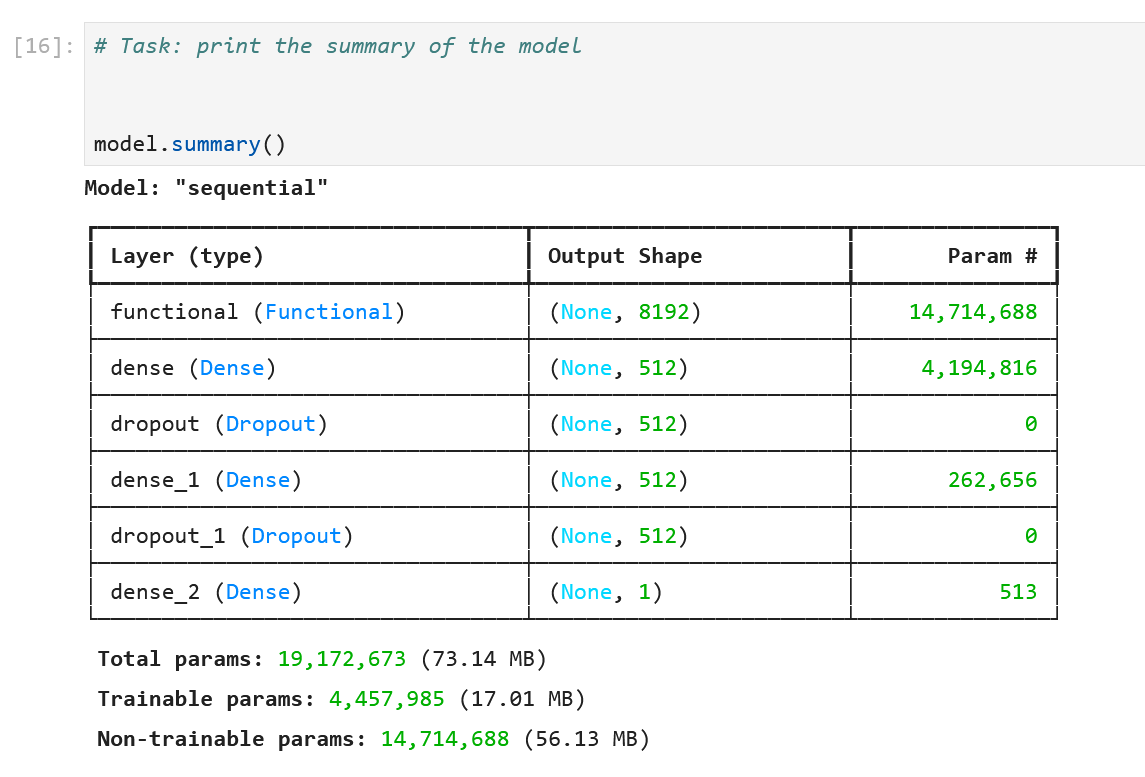 [16]: # Task: print the summary of the model
model.summary()
Model: "sequential"
Layer (type) Output Shape Param #
functional (Functional) (None, 8192) 14,714,688
dense (Dense) (None, 512) 4,194,816
dropout (Dropout) (None, 512) 0
dense_1 (Dense) (None, 512) 262,656
dropout_1 (Dropout) (None, 512) 0
dense_2 (Dense) (None, 1) 513
Total params: 19,172,673 (73.14 MB)
Trainable params: 4,457,985 (17.01 MB)
Non-trainable params: 14,714,688 (56.13 MB)